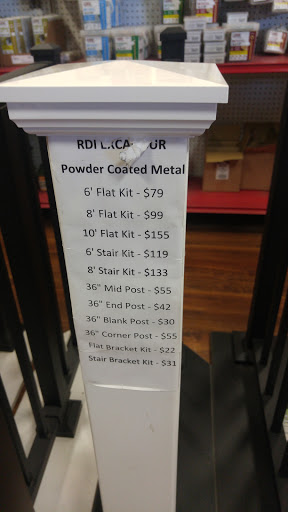 RDI
Powder Coated Metal
6' Flat Kit - $79
8' Flat Kit - $99
10' Flat Kit - $155
6' Stair Kit - $119
8' Stair Kit - $133
36" Mid Post - $55
36" End Post - $42
36" Blank Post - $30
36" Corner Post - $55
Flat Bracket Kit - $22
Stair Bracket Kit - $31